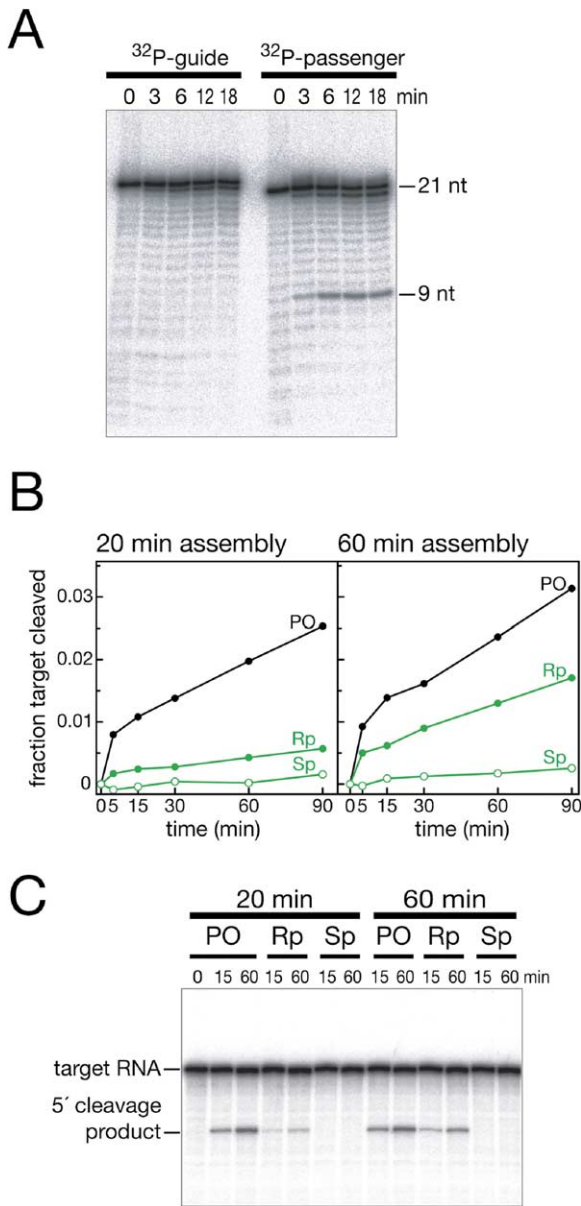 A
³²P-guide ³²P-passenger
0 3 6 12 18 0 3 6 12 18 min
21 nt
9 nt
B
20 min assembly 60 min assembly
fraction target cleaved
0.03
0.02
0.01
0
PO
Rp
Sp
PO
Rp
Sp
0 5 15 30 60 90 0 5 15 30 60 90
time (min) time (min)
C
20 min 60 min
PO Rp Sp PO Rp Sp
0 15 60 15 60 15 60 15 60 15 60 15 60 min
target RNA
5´ cleavage
product